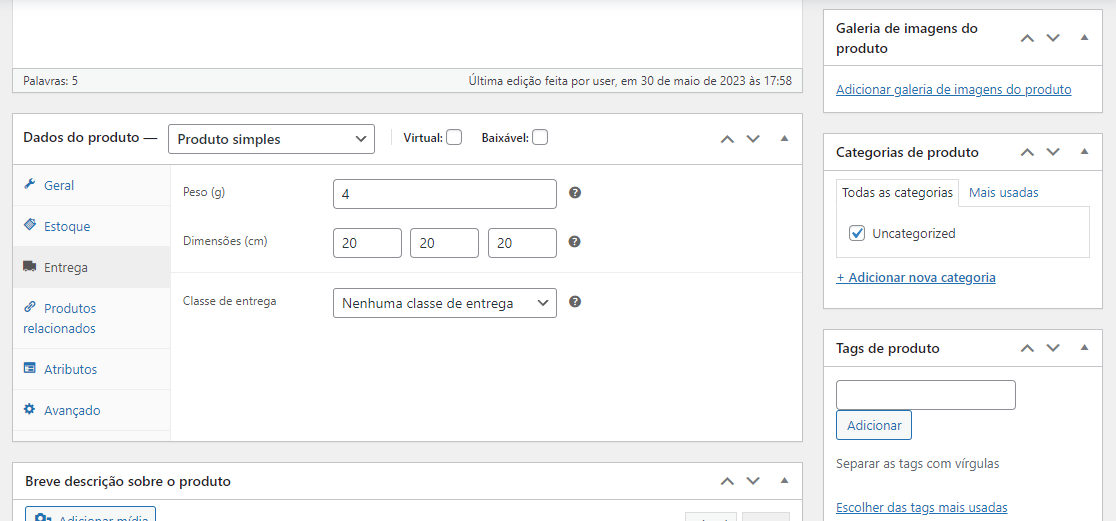 Palavras: 5
Última edição feita por user, em 30 de maio de 2023 às 17:58
Dados do produto —
Produto simples
Virtual:
Baixável:
Geral
Estoque
Entrega
Produtos
relacionados
Atributos
Avançado
Peso (g)
4
Dimensões (cm)
20
20
20
Classe de entrega
Nenhuma classe de entrega
Breve descrição sobre o produto
Adicionar mídia
Galeria de imagens do
produto
Adicionar galeria de imagens do produto
Categorias de produto
Todas as categorias
Mais usadas
Uncategorized
+ Adicionar nova categoria
Tags de produto
Adicionar
Separar as tags com vírgulas
Escolher das tags mais usadas